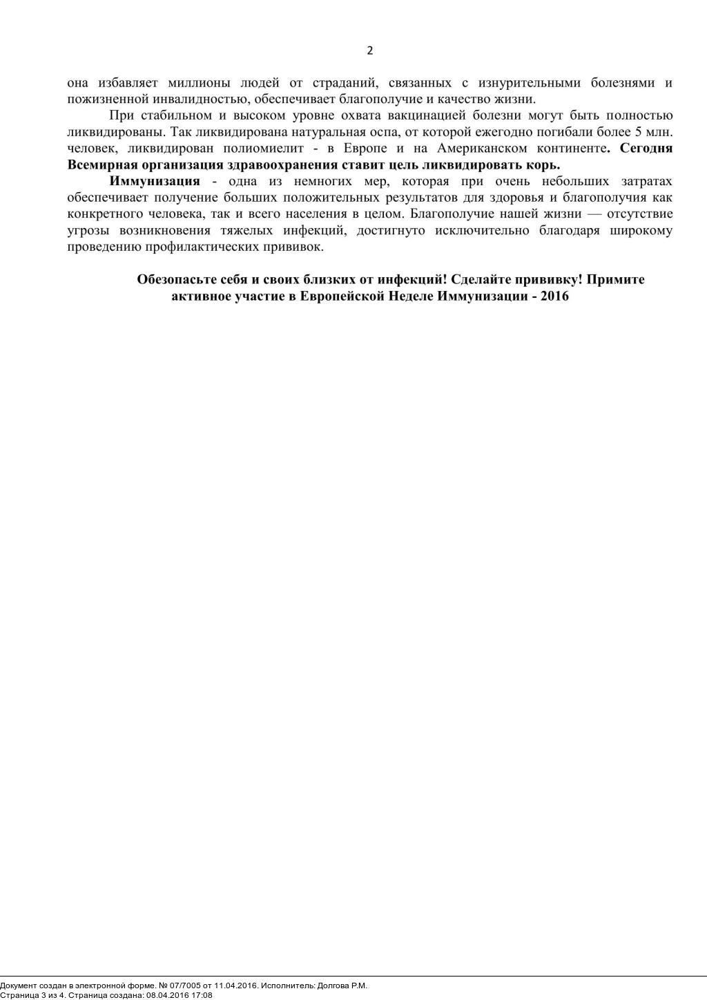 2
она избавляет миллионы людей от страданий, связанных с изнурительными болезнями и
пожизненной инвалидностью, обеспечивает благополучие и качество жизни.
При стабильном и высоком уровне охвата вакцинацией болезни могут быть полностью
ликвидированы. Так ликвидирована натуральная оспа, от которой ежегодно погибали более 5 млн.
человек, ликвидирован полиомиелит - в Европе и на Американском континенте. Сегодня
Всемирная организация здравоохранения ставит цель ликвидировать корь.
Иммунизация - одна из немногих мер, которая при очень небольших затратах
обеспечивает получение больших положительных результатов для здоровья и благополучия как
конкретного человека, так и всего населения в целом. Благополучие нашей жизни — отсутствие
угрозы возникновения тяжелых инфекций, достигнуто исключительно благодаря широкому
проведению профилактических прививок.
Обезопасьте себя и своих близких от инфекций! Сделайте прививку! Примите
активное участие в Европейской Неделе Иммунизации - 2016
Документ создан в электронной форме. № 07/7005 от 11.04.2016. Исполнитель: Долгова Р.М.
Страница 3 из 4. Страница создана: 08.04.2016 17:08